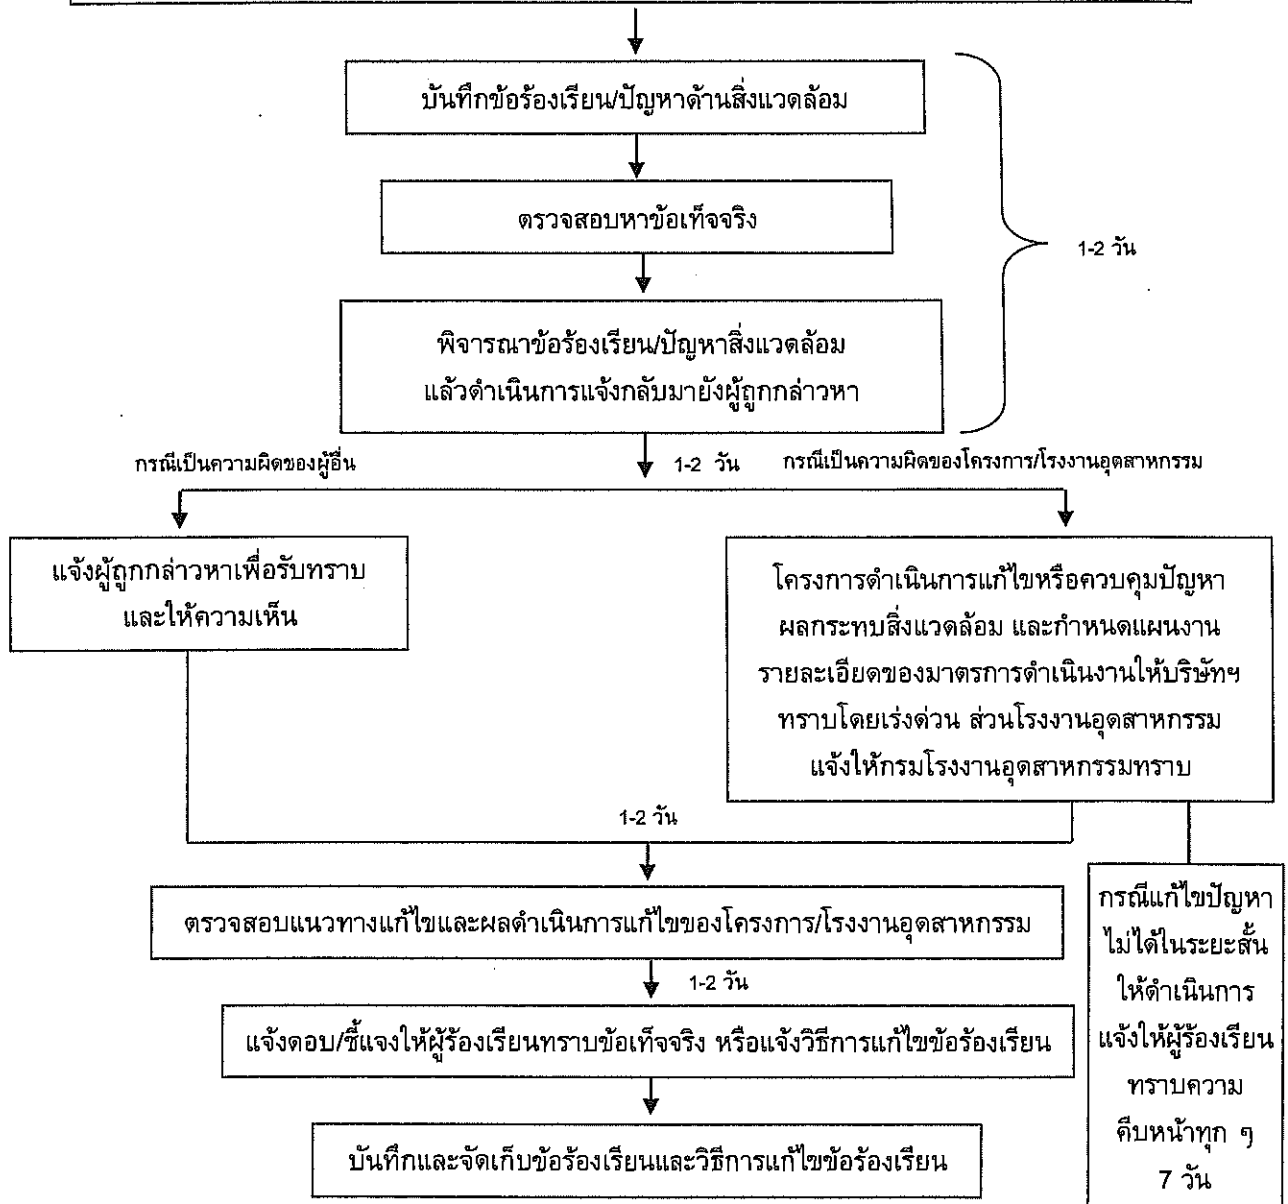 บันทึกข้อร้องเรียน/ปัญหาด้านสิ่งแวดล้อม
ตรวจสอบหาข้อเท็จจริง
1-2 วัน
พิจารณาข้อร้องเรียน/ปัญหาสิ่งแวดล้อม
แล้วดำเนินการแจ้งกลับมายังผู้ถูกกล่าวหา
กรณีเป็นความผิดของผู้อื่น
1-2 วัน
กรณีเป็นความผิดของโครงการ/โรงงานอุตสาหกรรม
แจ้งผู้ถูกกล่าวหาเพื่อรับทราบ
และให้ความเห็น
โครงการดำเนินการแก้ไขหรือควบคุมปัญหา
ผลกระทบสิ่งแวดล้อม และกำหนดแผนงาน
รายละเอียดของมาตรการดำเนินงานให้บริษัทฯ
ทราบโดยเร่งด่วน ส่วนโรงงานอุตสาหกรรม
แจ้งให้กรมโรงงานอุตสาหกรรมทราบ
1-2 วัน
ตรวจสอบแนวทางแก้ไขและผลดำเนินการแก้ไขของโครงการ/โรงงานอุตสาหกรรม
1-2 วัน
แจ้งตอบ/ชี้แจงให้ผู้ร้องเรียนทราบข้อเท็จจริง หรือแจ้งวิธีการแก้ไขข้อร้องเรียน
บันทึกและจัดเก็บข้อร้องเรียนและวิธีการแก้ไขข้อร้องเรียน
กรณีแก้ไขปัญหา
ไม่ได้ในระยะสั้น
ให้ดำเนินการ
แจ้งให้ผู้ร้องเรียน
ทราบความ
คืบหน้าทุก ๆ
7 วัน